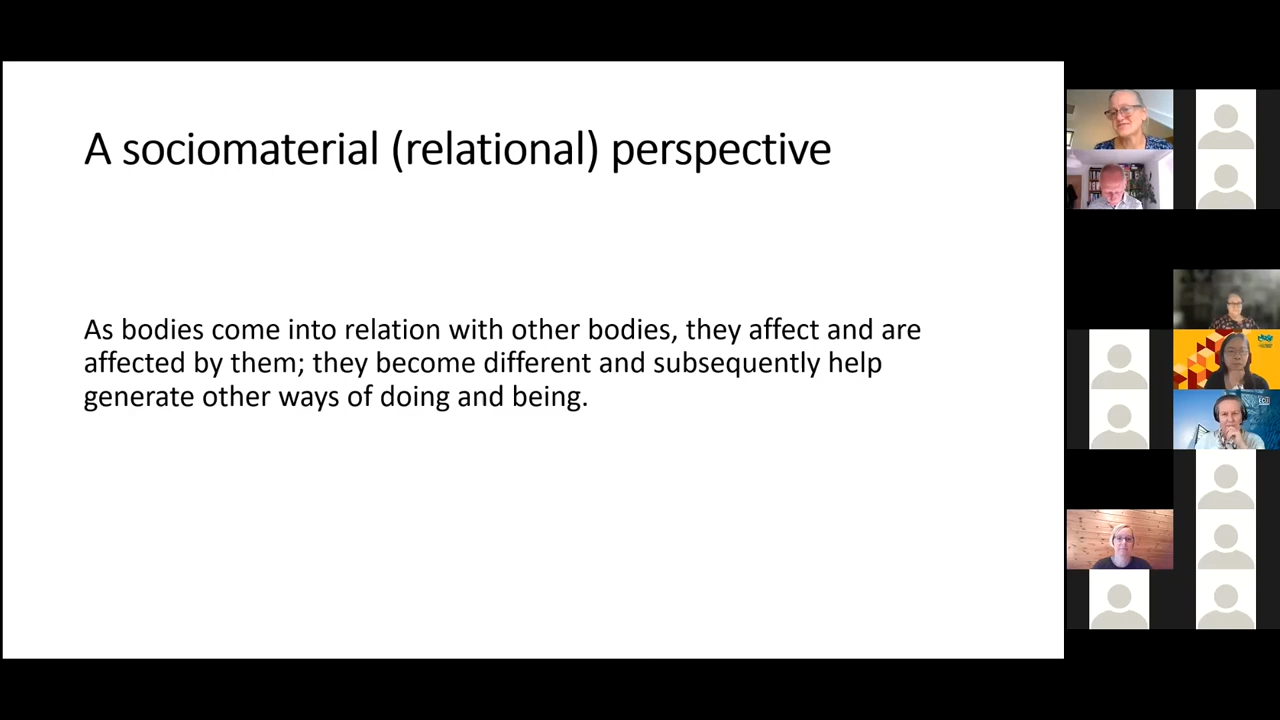 A sociomaterial (relational) perspective
As bodies come into relation with other bodies, they affect and are
affected by them; they become different and subsequently help
generate other ways of doing and being.